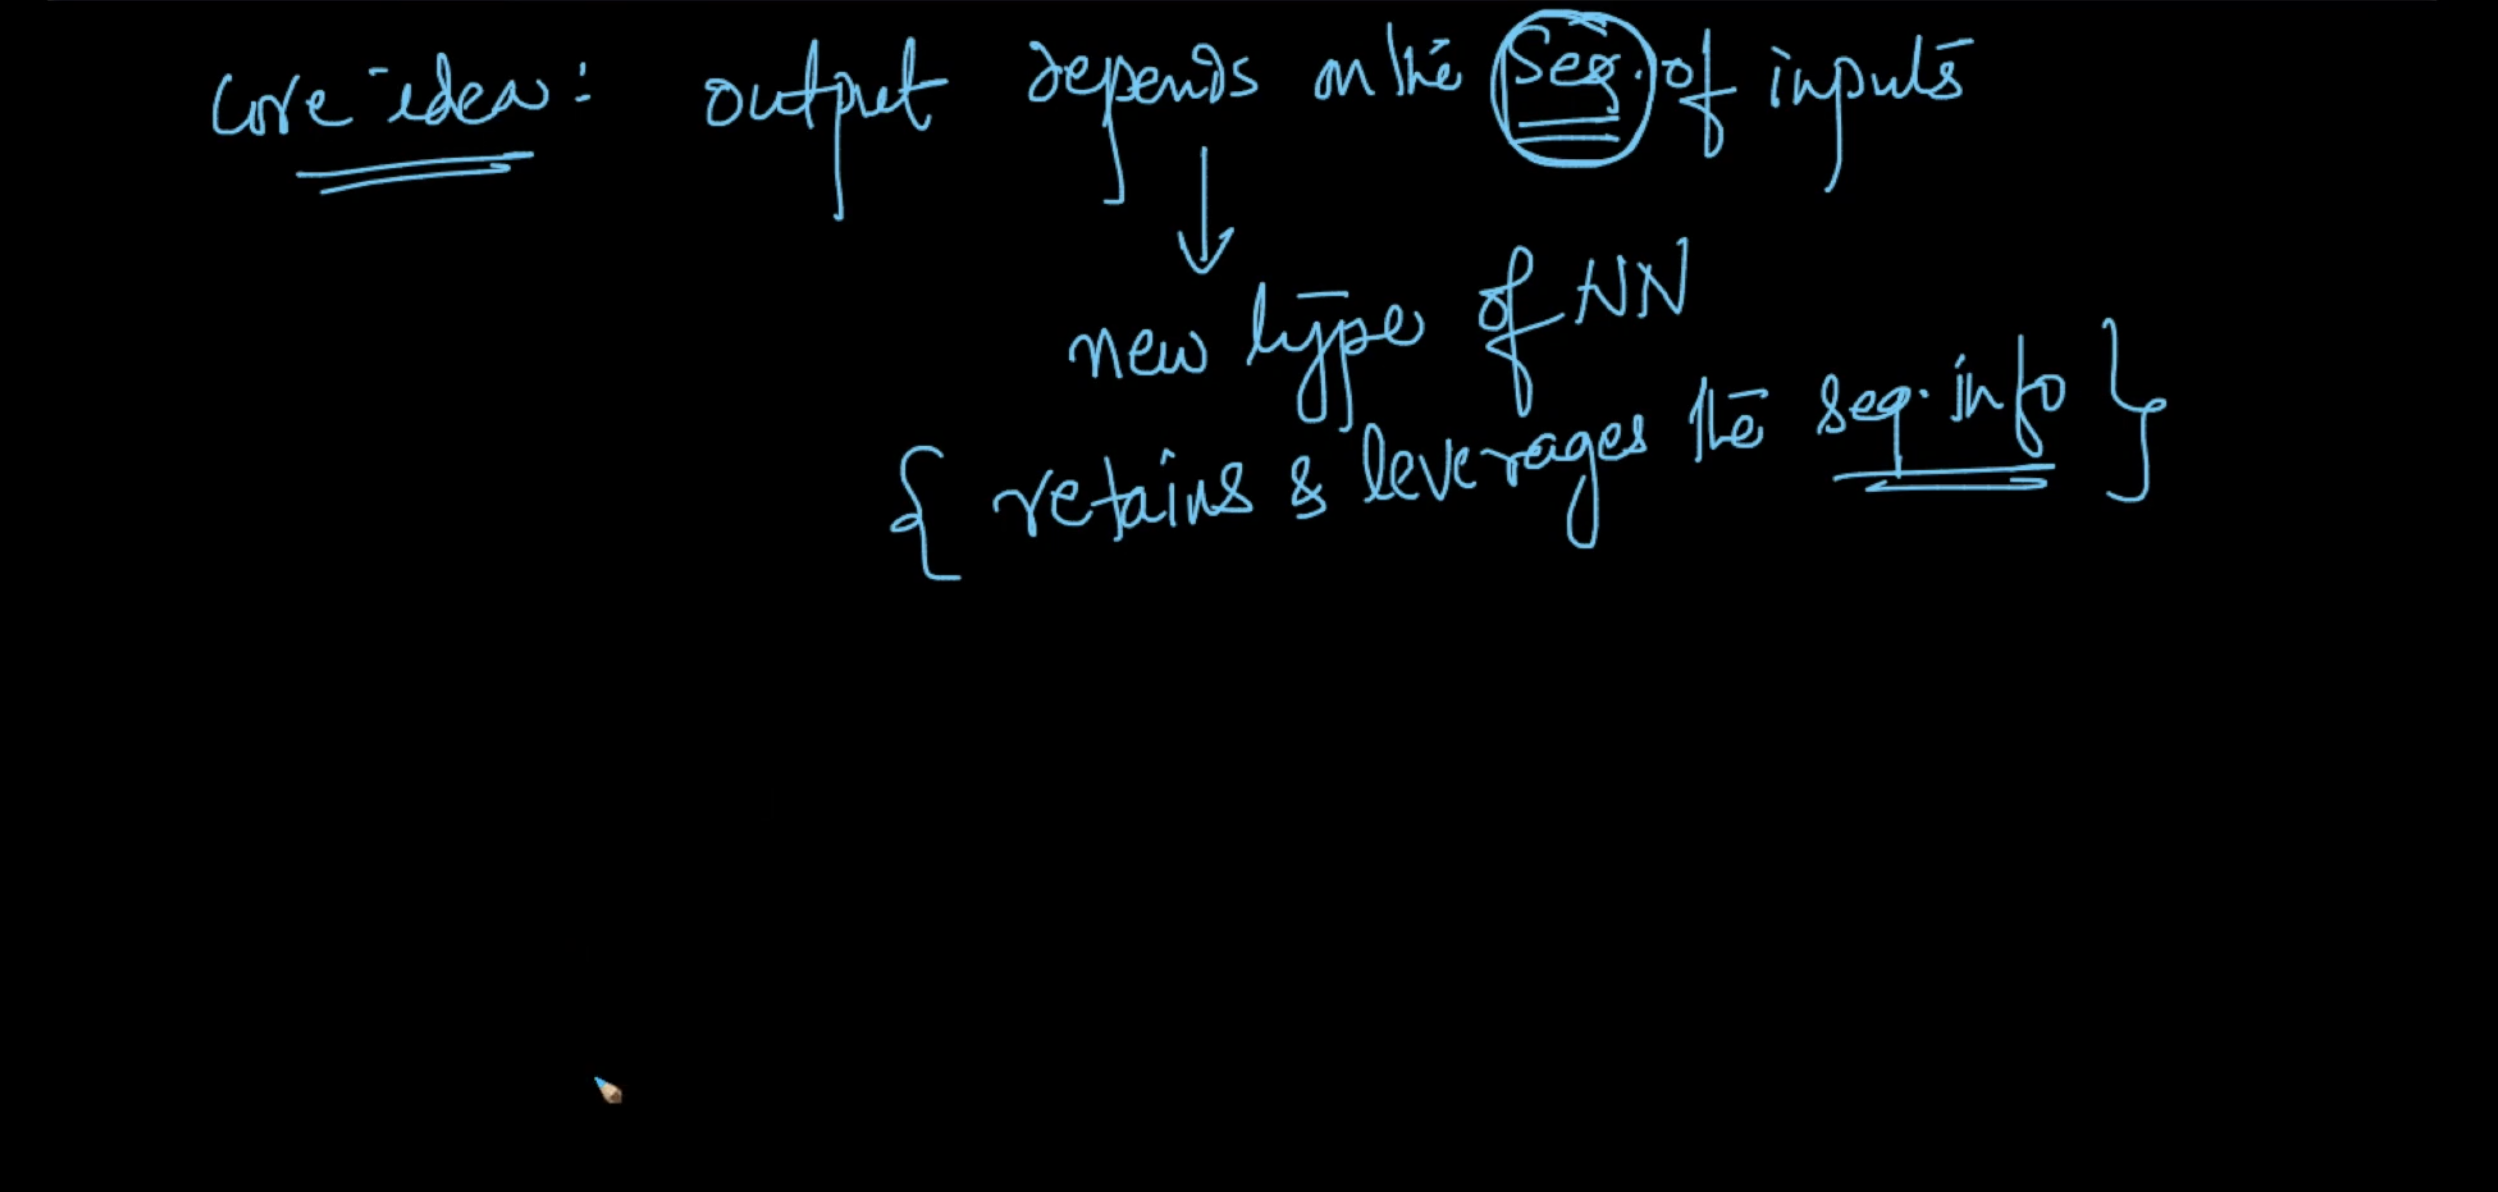 core-idea: output depends on the Seq. of inputs
new type of NN
{ retains & leverages the seq. info }